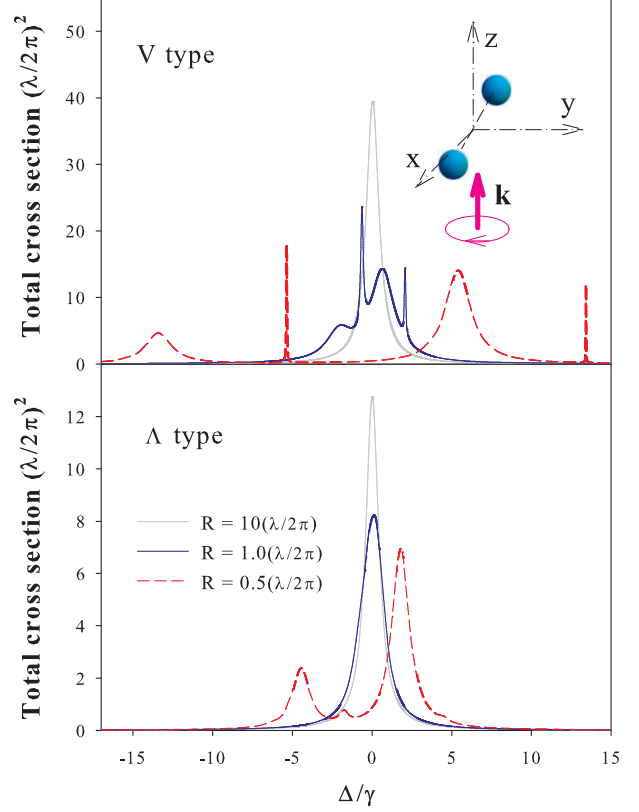 Total cross section (λ/2π)²
50
40
30
20
10
0
V type
z
y
x
k
Total cross section (λ/2π)²
12
10
8
6
4
2
0
Λ type
R = 10(λ/2π)
R = 1.0(λ/2π)
R = 0.5(λ/2π)
-15 -10 -5 0 5 10 15
Δ/γ